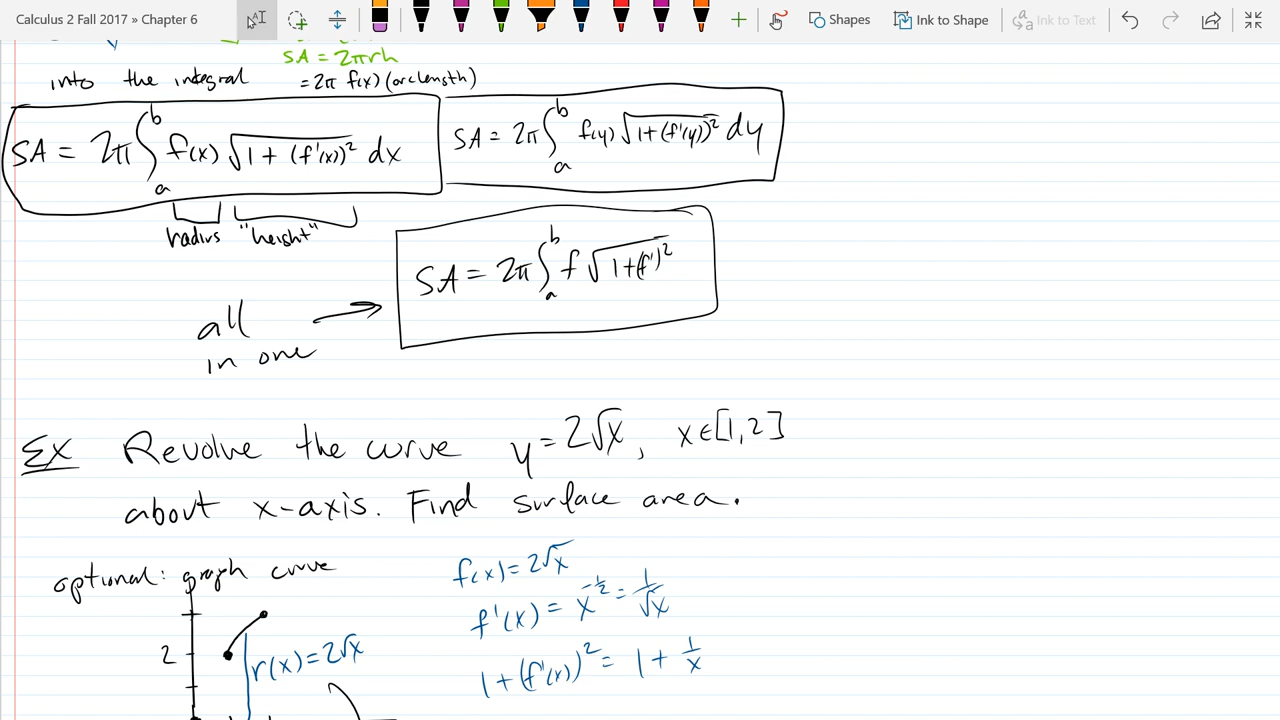 Calculus 2 Fall 2017 » Chapter 6
Shapes
Ink to Shape
Ink to Text
SA = 2πrh
into the integral = 2π f(x)(arclength)
SA = 2π ∫_a^b f(x) √(1 + (f'(x))²) dx
SA = 2π ∫_a^b f(y) √(1+(f'(y))²) dy
radius "height"
SA = 2π ∫_a^b f √(1+(f')²)
all
in one
Ex Revolve the curve y = 2√x, x∈[1,2]
about x-axis. Find surface area.
optional: graph curve
2
r(x) = 2√x
f(x) = 2√x
f'(x) = x^(-1/2) = 1/√x
1+(f'(x))² = 1 + 1/x